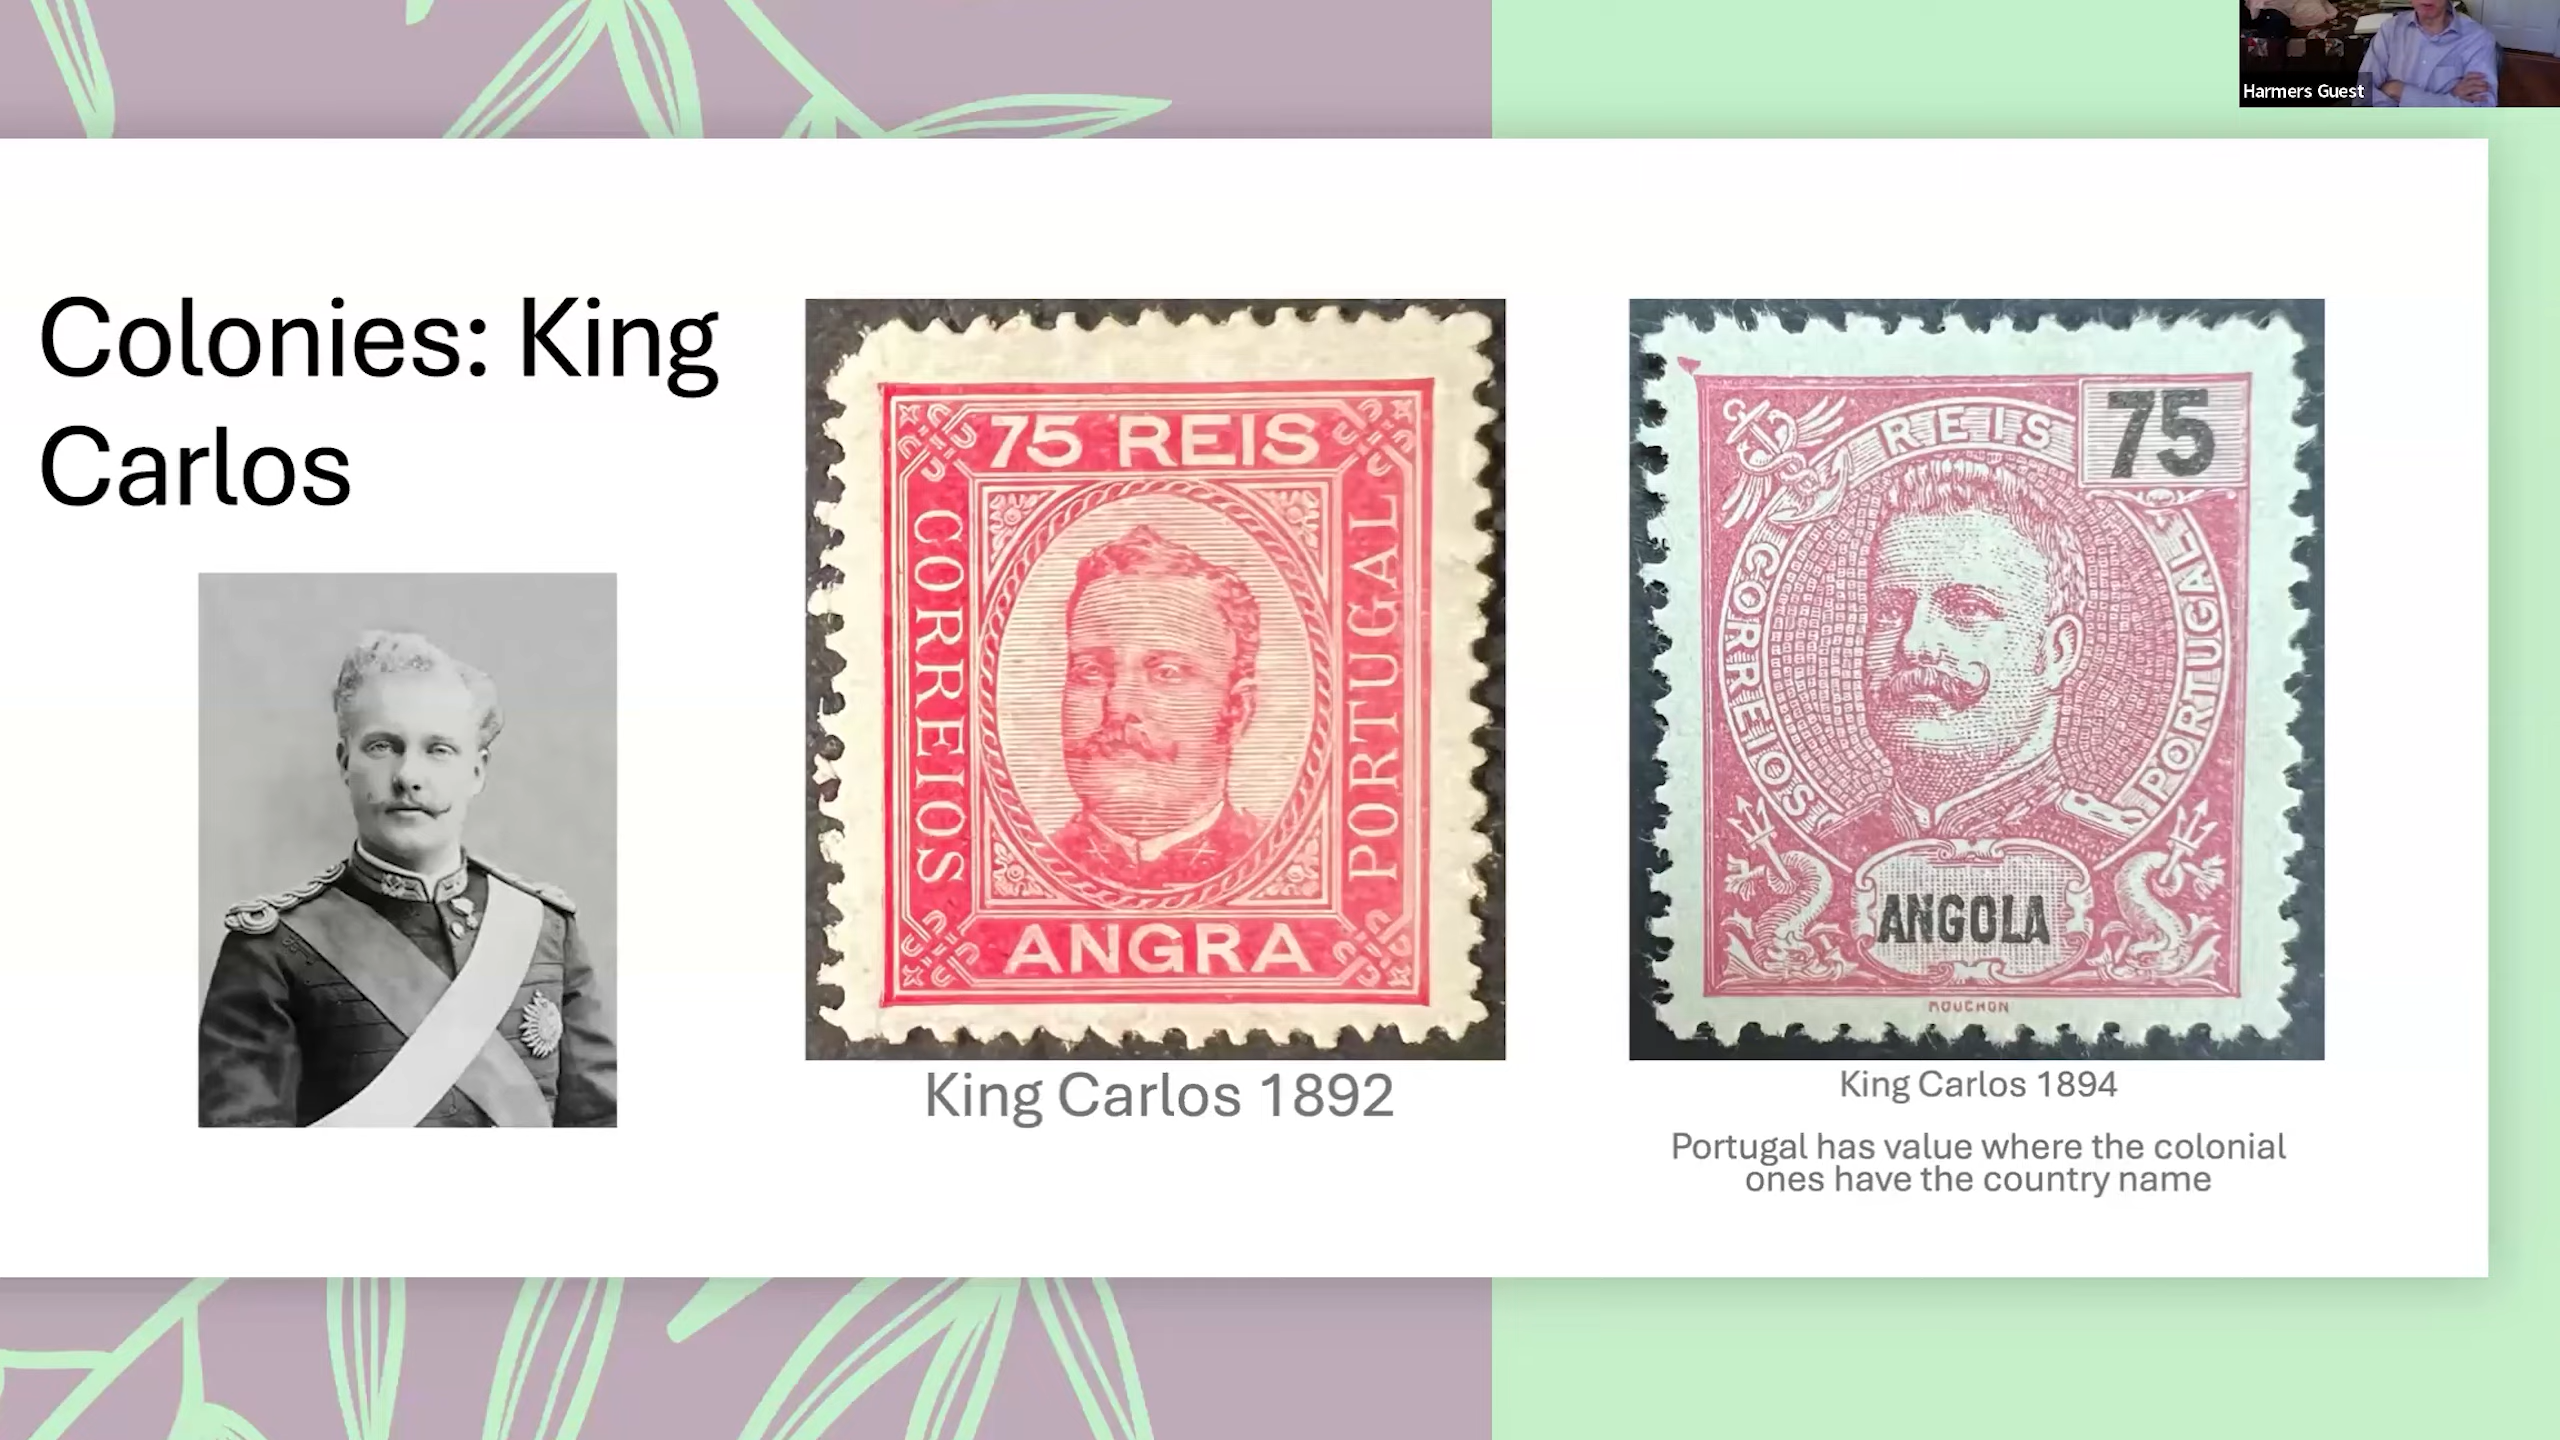 Harmers Guest
Colonies: King
Carlos
75 REIS
CORREIOS
PORTUGAL
ANGRA
King Carlos 1892
REIS
75
CORREIOS
PORTUGAL
ANGOLA
MOUCHON
King Carlos 1894
Portugal has value where the colonial
ones have the country name